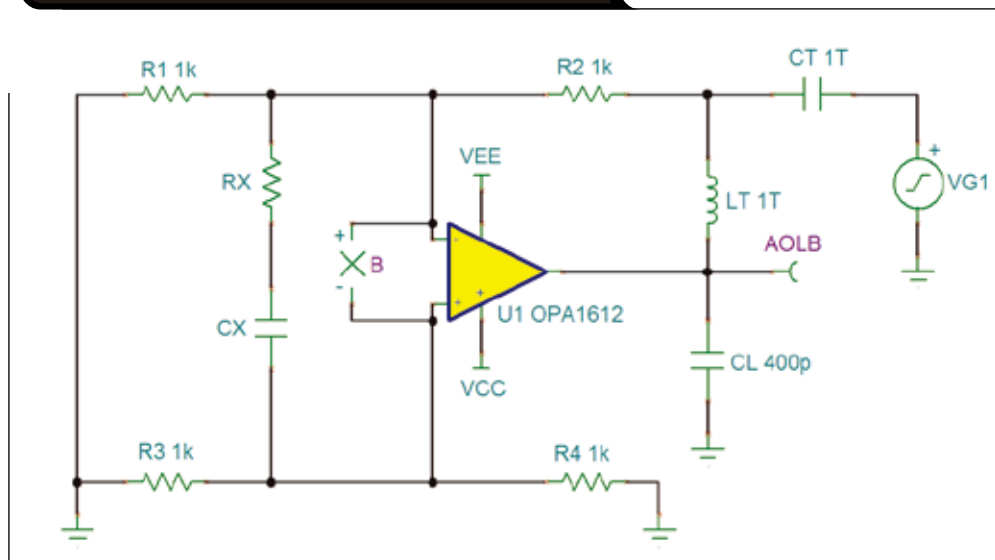 CT 1T
R1 1k
R2 1k
VEE
RX
+
VG1
LT 1T
+
B
-
-
AOLB
+
+
U1 OPA1612
CX
CL 400p
VCC
R3 1k
R4 1k